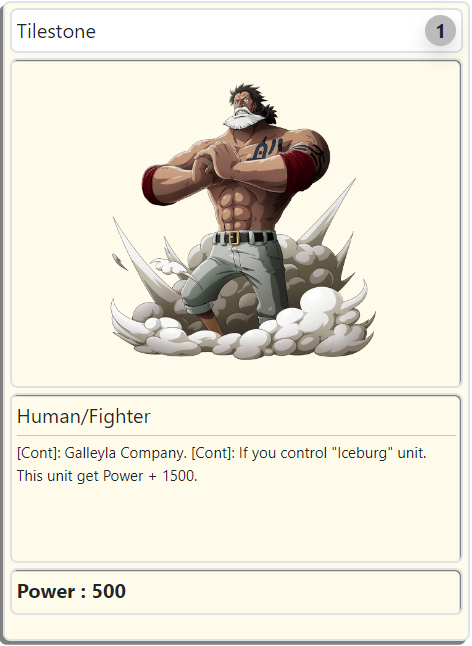 Tilestone
1
Human/Fighter
[Cont]: Galleyla Company. [Cont]: If you control "Iceburg" unit.
This unit get Power + 1500.
Power : 500